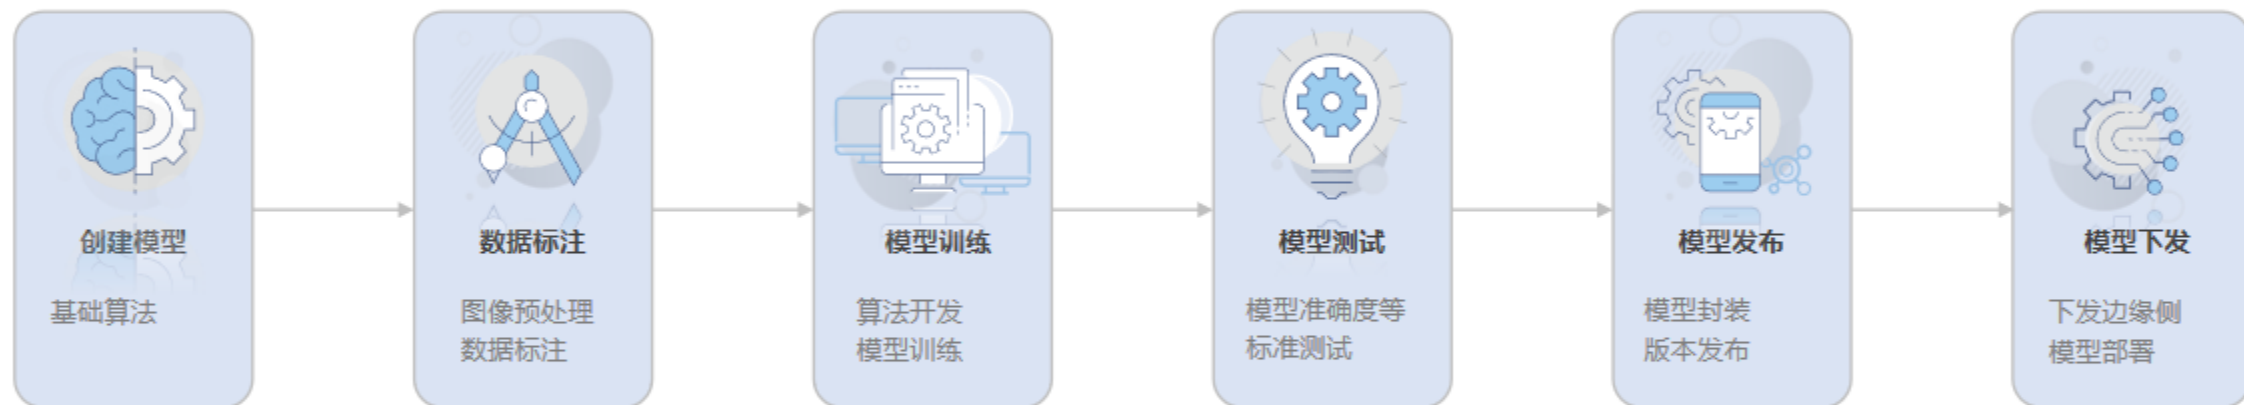 创建模型
基础算法
数据标注
图像预处理
数据标注
模型训练
算法开发
模型训练
模型测试
模型准确度等
标准测试
模型发布
模型封装
版本发布
模型下发
下发边缘侧
模型部署